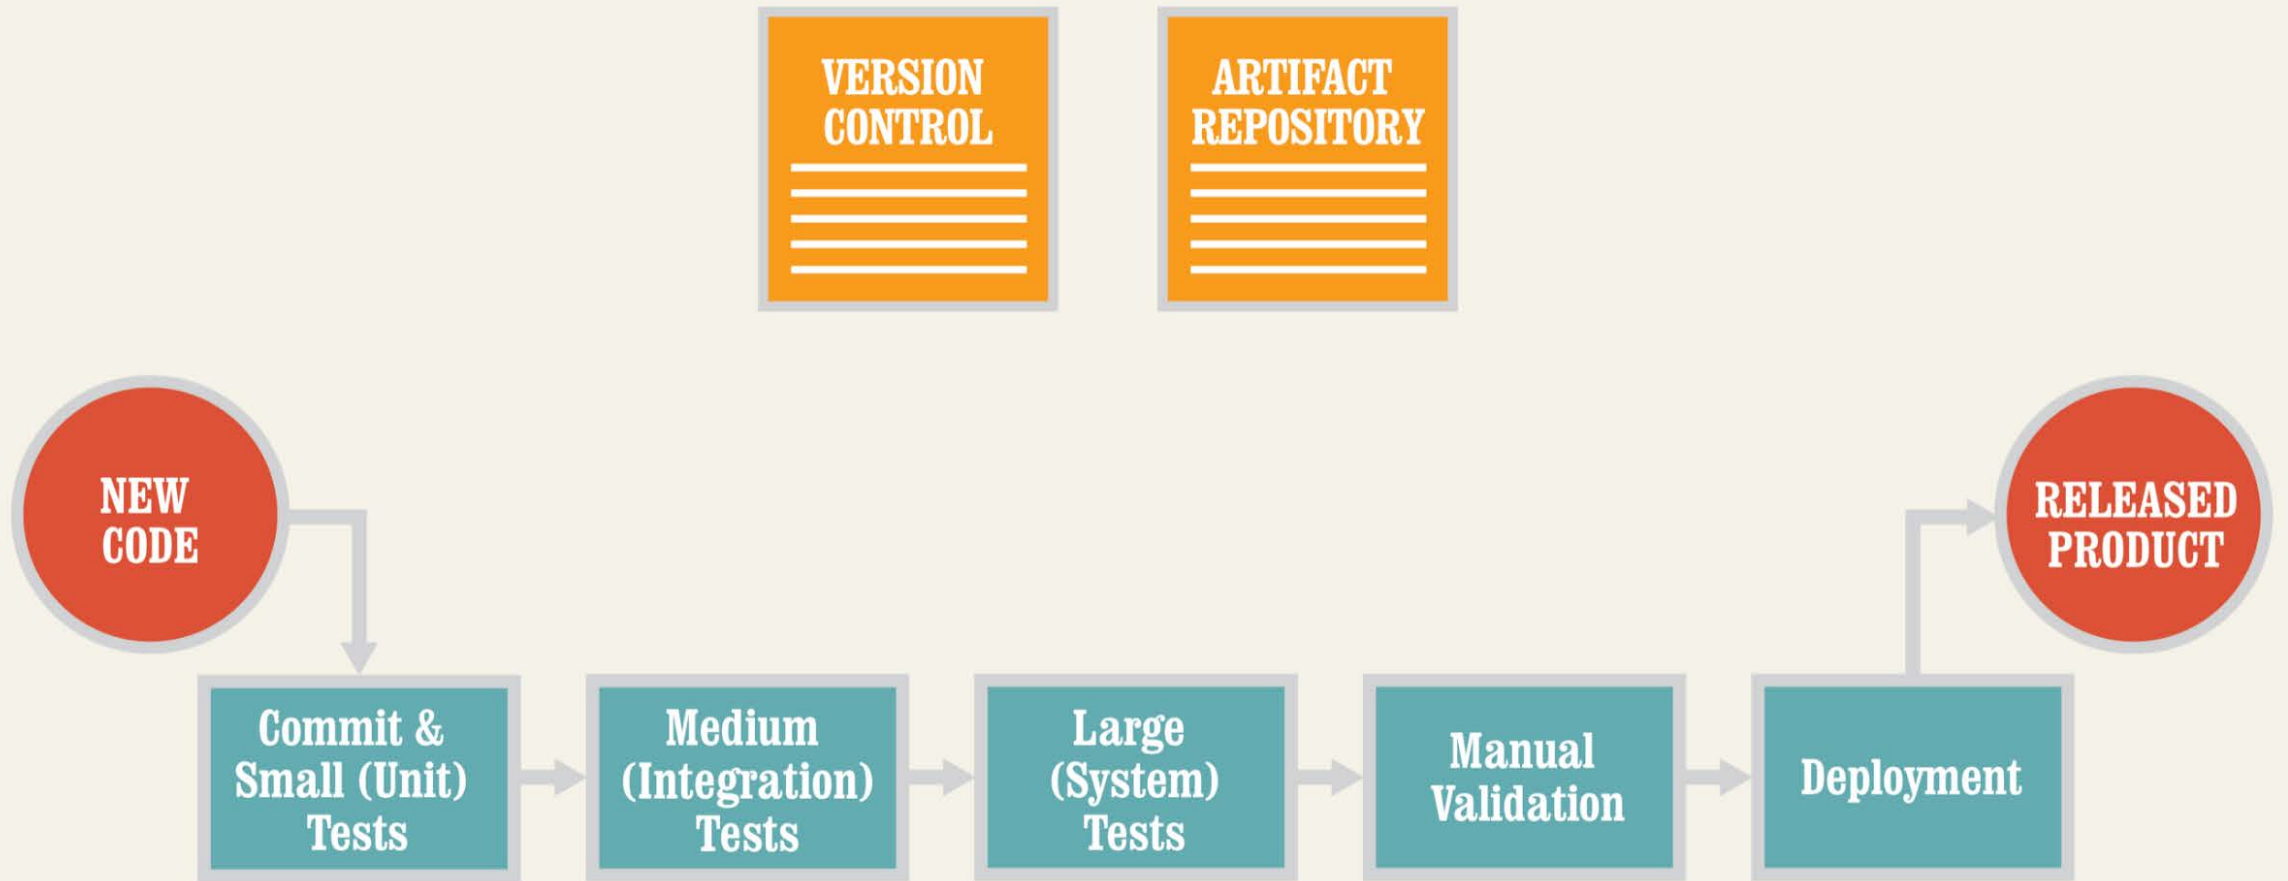 VERSION
CONTROL
ARTIFACT
REPOSITORY
NEW
CODE
RELEASED
PRODUCT
Commit &
Small (Unit)
Tests
Medium
(Integration)
Tests
Large
(System)
Tests
Manual
Validation
Deployment